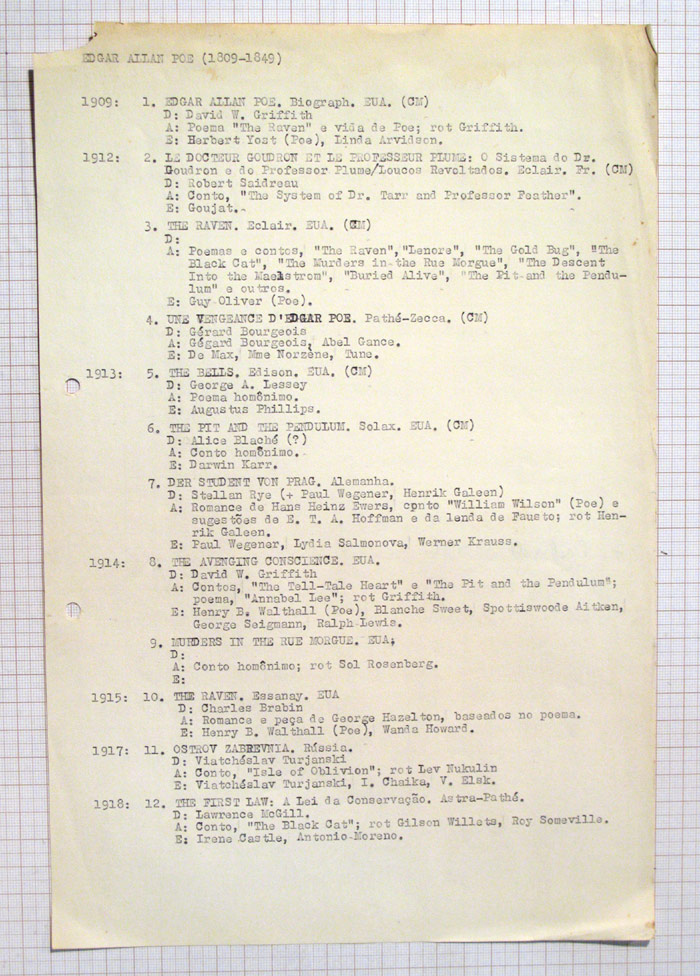 EDGAR ALLAN POE (1809-1849)
1909: 1. EDGAR ALLAN POE. Biograph. EUA. (CM)
D: David W. Griffith
A: Poema "The Raven" e vida de Poe; rot Griffith.
E: Herbert Yost (Poe), Linda Arvidson.
1912: 2. LE DOCTEUR GOUDRON ET LE PROFESSEUR PLUME: O Sistema do Dr.
Goudron e do Professor Plume/Loucos Revoltados. Eclair. Fr. (CM)
D: Robert Saidreau
A: Conto, "The System of Dr. Tarr and Professor Feather".
E: Goujat.
3. THE RAVEN. Eclair. EUA. (CM)
D:
A: Poemas e contos, "The Raven","Lenore", "The Gold Bug", "The
Black Cat", "The Murders in the Rue Morgue", "The Descent
Into the Maelstrom", "Buried Alive", "The Pit and the Pendu-
lum" e outros.
E: Guy Oliver (Poe).
4. UNE VENGEANCE D'EDGAR POE. Pathé-Zecca. (CM)
D: Gérard Bourgeois
A: Gégard Bourgeois, Abel Gance.
E: De Max, Mme Norzène, Tunc.
1913: 5. THE BELLS. Edison. EUA. (CM)
D: George A. Lessey
A: Poema homônimo.
E: Augustus Phillips.
6. THE PIT AND THE PENDULUM. Solax. EUA. (CM)
D: Alice Blaché (?)
A: Conto homônimo.
E: Darwin Karr.
7. DER STUDENT VON PRAG. Alemanha.
D: Stellan Rye (+ Paul Wegener, Henrik Galeen)
A: Romance de Hans Heinz Ewers, conto "William Wilson" (Poe) e
sugestões de E. T. A. Hoffman e da lenda de Fausto; rot Hen-
rik Galeen.
E: Paul Wegener, Lydia Salmonova, Werner Krauss.
1914: 8. THE AVENGING CONSCIENCE. EUA.
D: David W. Griffith
A: Contos, "The Tell-Tale Heart" e "The Pit and the Pendulum";
poema, "Annabel Lee"; rot Griffith.
E: Henry B. Walthall (Poe), Blanche Sweet, Spottiswoode Aitken,
George Seigmann, Ralph Lewis.
9. MURDERS IN THE RUE MORGUE. EUA;
D:
A: Conto homônimo; rot Sol Rosenberg.
E:
1915: 10. THE RAVEN. Essanay. EUA
D: Charles Brabin
A: Romance e peça de George Hazelton, baseados no poema.
E: Henry B. Walthall (Poe), Wanda Howard.
1917: 11. OSTROV ZABREVNIA. Rússia.
D: Viatchéslav Turjanski
A: Conto, "Isle of Oblivion"; rot Lev Nukulin
E: Viatchéslav Turjanski, I. Chaika, V. Elsk.
1918: 12. THE FIRST LAW: A Lei da Conservação. Astra-Pathé.
D: Lawrence McGill.
A: Conto, "The Black Cat"; rot Gilson Willets, Roy Someville.
E: Irene Castle, Antonio Moreno.